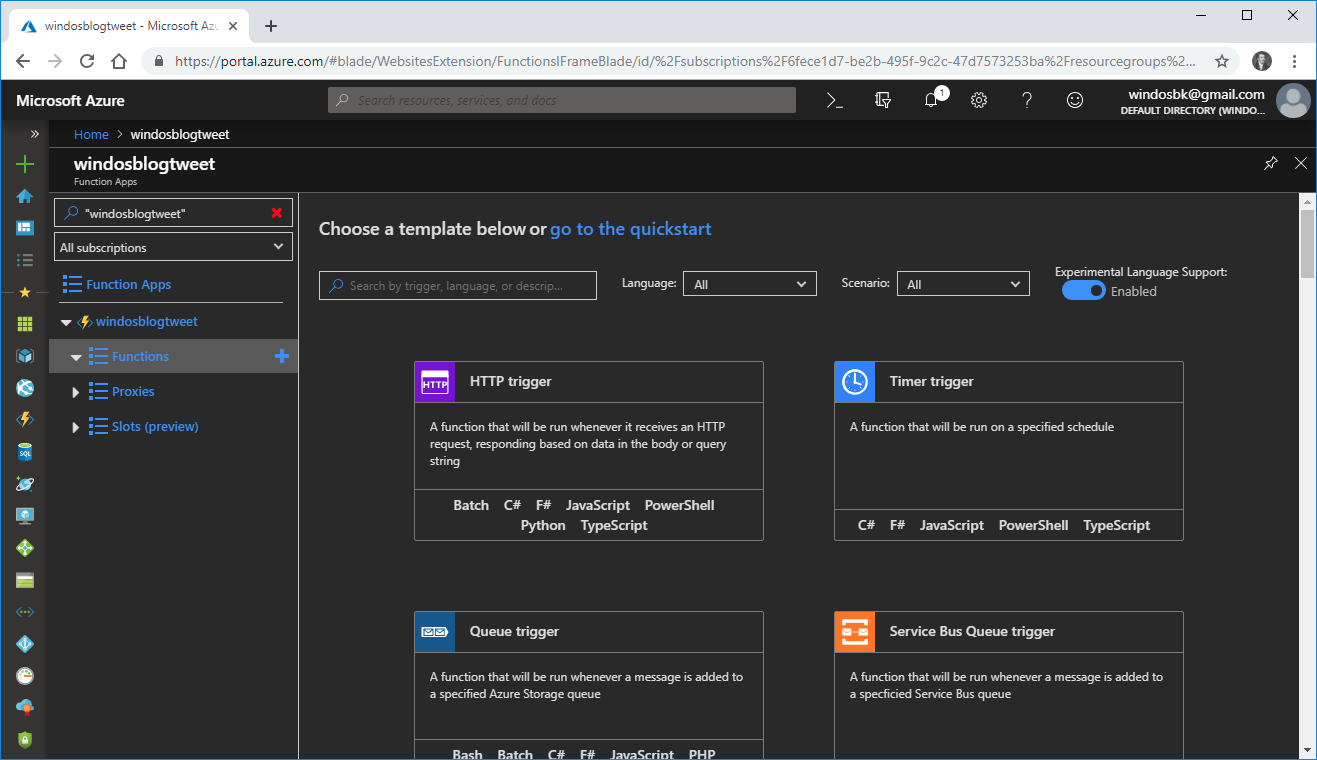 windosblogtweet - Microsoft Azu
https://portal.azure.com/#blade/WebsitesExtension/FunctionsIFrameBlade/id/%2Fsubscriptions%2F6fece1d7-be2b-495f-9c2c-47d7573253ba%2Fresourcegroups%2...
Microsoft Azure
Search resources, services, and docs
1
windosbk@gmail.com
DEFAULT DIRECTORY (WINDO...
Home > windosblogtweet
windosblogtweet
Function Apps
"windosblogtweet"
All subscriptions
Function Apps
windosblogtweet
Functions
Proxies
Slots (preview)
SQL
Choose a template below or go to the quickstart
Search by trigger, language, or descrip...
Language: All
Scenario: All
Experimental Language Support:
Enabled
HTTP
HTTP trigger
A function that will be run whenever it receives an HTTP
request, responding based on data in the body or query
string
Batch C# F# JavaScript PowerShell
Python TypeScript
Timer trigger
A function that will be run on a specified schedule
C# F# JavaScript PowerShell TypeScript
Queue trigger
A function that will be run whenever a message is added to
a specified Azure Storage queue
Bash Batch C# F# JavaScript PHP
Service Bus Queue trigger
A function that will be run whenever a message is added to
a specficied Service Bus queue